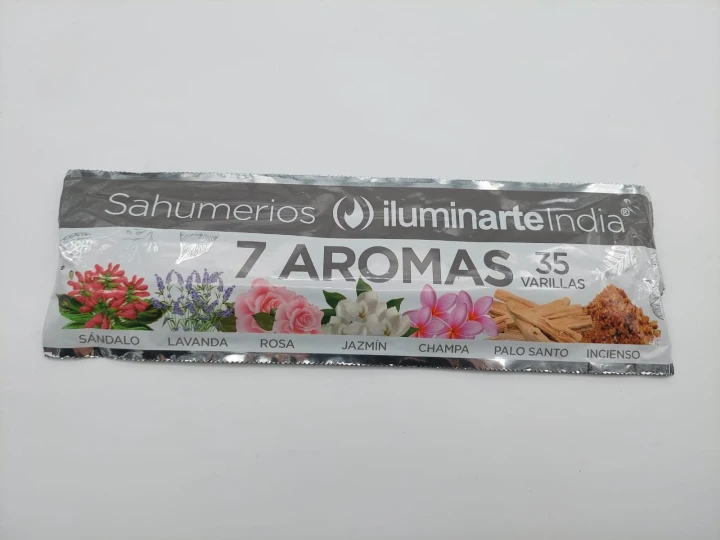 Sahumerios iluminarteIndia®
7 AROMAS 35 VARILLAS
SÁNDALO LAVANDA ROSA JAZMÍN CHAMPA PALO SANTO INCIENSO